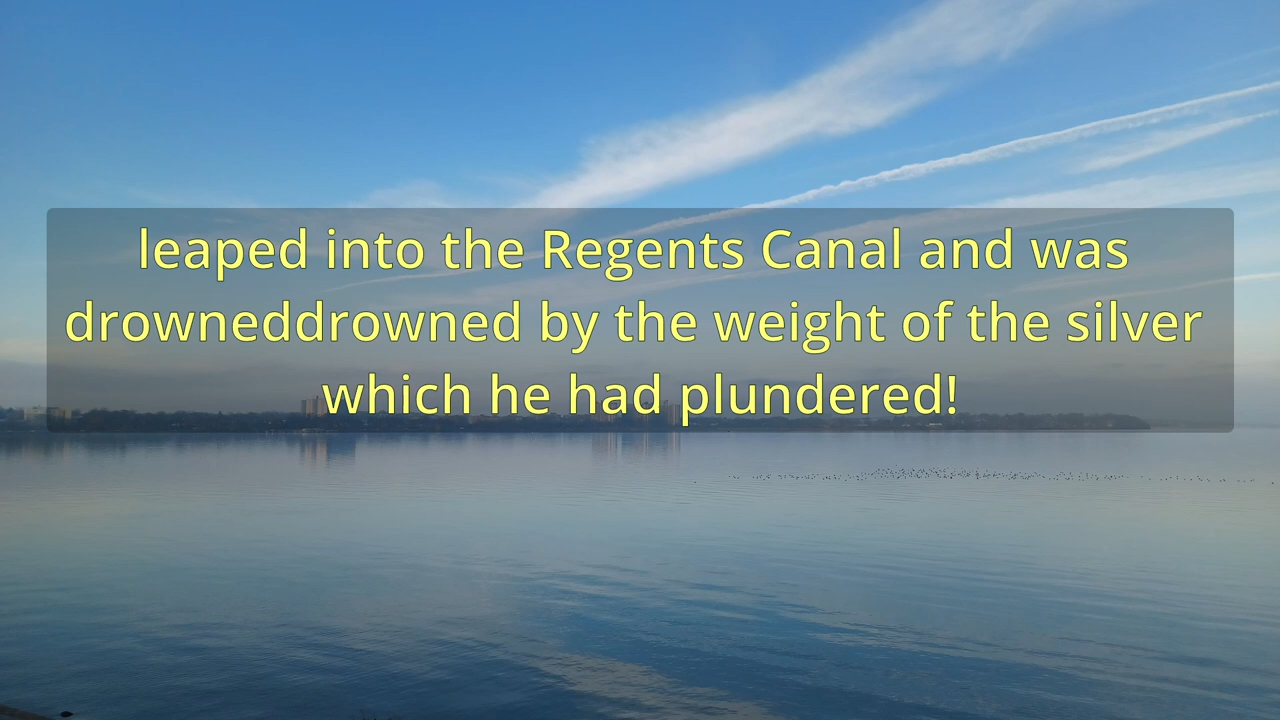 leaped into the Regents Canal and was
drowneddrowned by the weight of the silver
which he had plundered!